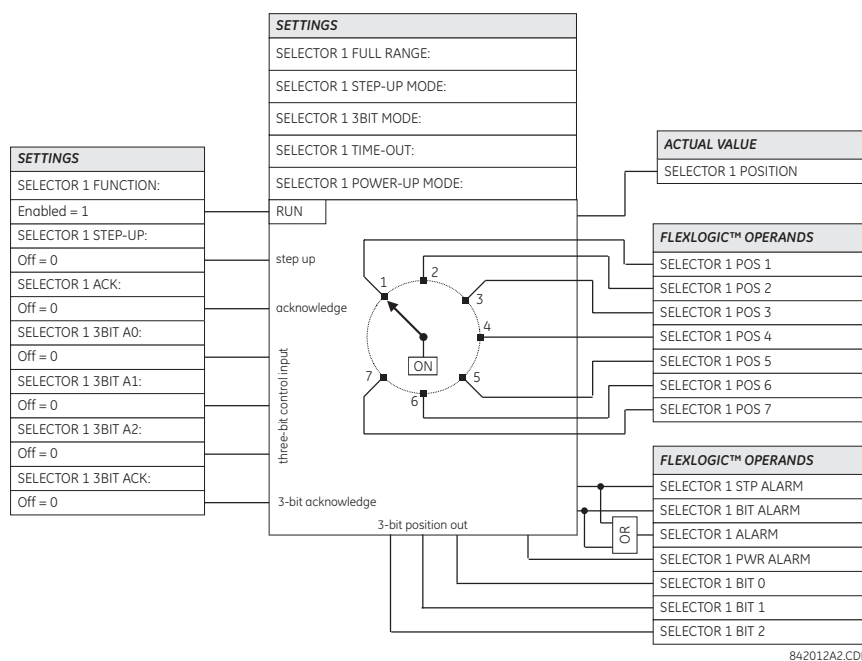 SETTINGS
SELECTOR 1 FULL RANGE:
SELECTOR 1 STEP-UP MODE:
SELECTOR 1 3BIT MODE:
SELECTOR 1 TIME-OUT:
SELECTOR 1 POWER-UP MODE:
SETTINGS
SELECTOR 1 FUNCTION:
Enabled = 1
SELECTOR 1 STEP-UP:
Off = 0
SELECTOR 1 ACK:
Off = 0
SELECTOR 1 3BIT A0:
Off = 0
SELECTOR 1 3BIT A1:
Off = 0
SELECTOR 1 3BIT A2:
Off = 0
SELECTOR 1 3BIT ACK:
Off = 0
RUN
step up
acknowledge
three-bit control input
3-bit acknowledge
3-bit position out
1
2
3
4
5
6
7
ON
ACTUAL VALUE
SELECTOR 1 POSITION
FLEXLOGIC™ OPERANDS
SELECTOR 1 POS 1
SELECTOR 1 POS 2
SELECTOR 1 POS 3
SELECTOR 1 POS 4
SELECTOR 1 POS 5
SELECTOR 1 POS 6
SELECTOR 1 POS 7
FLEXLOGIC™ OPERANDS
SELECTOR 1 STP ALARM
SELECTOR 1 BIT ALARM
OR
SELECTOR 1 ALARM
SELECTOR 1 PWR ALARM
SELECTOR 1 BIT 0
SELECTOR 1 BIT 1
SELECTOR 1 BIT 2